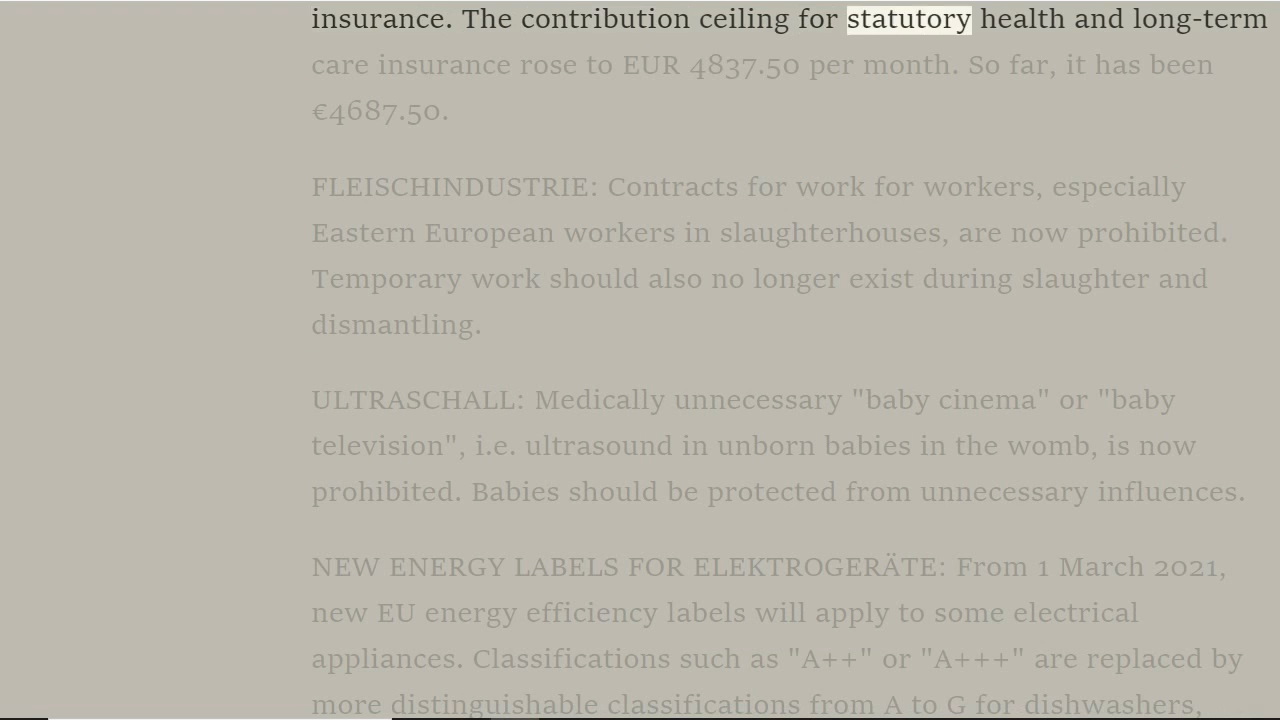 insurance. The contribution ceiling for statutory health and long-term
care insurance rose to EUR 4837.50 per month. So far, it has been
€4687.50.
FLEISCHINDUSTRIE: Contracts for work for workers, especially
Eastern European workers in slaughterhouses, are now prohibited.
Temporary work should also no longer exist during slaughter and
dismantling.
ULTRASCHALL: Medically unnecessary "baby cinema" or "baby
television", i.e. ultrasound in unborn babies in the womb, is now
prohibited. Babies should be protected from unnecessary influences.
NEW ENERGY LABELS FOR ELEKTROGERÄTE: From 1 March 2021,
new EU energy efficiency labels will apply to some electrical
appliances. Classifications such as "A++" or "A+++" are replaced by
more distinguishable classifications from A to G for dishwashers,